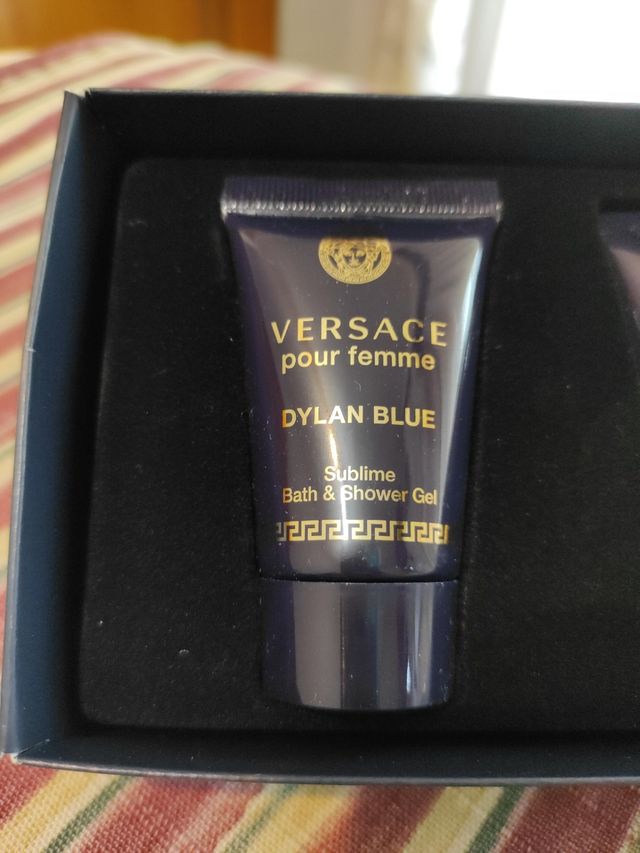 VERSACE
pour femme
DYLAN BLUE
Sublime
Bath & Shower Gel